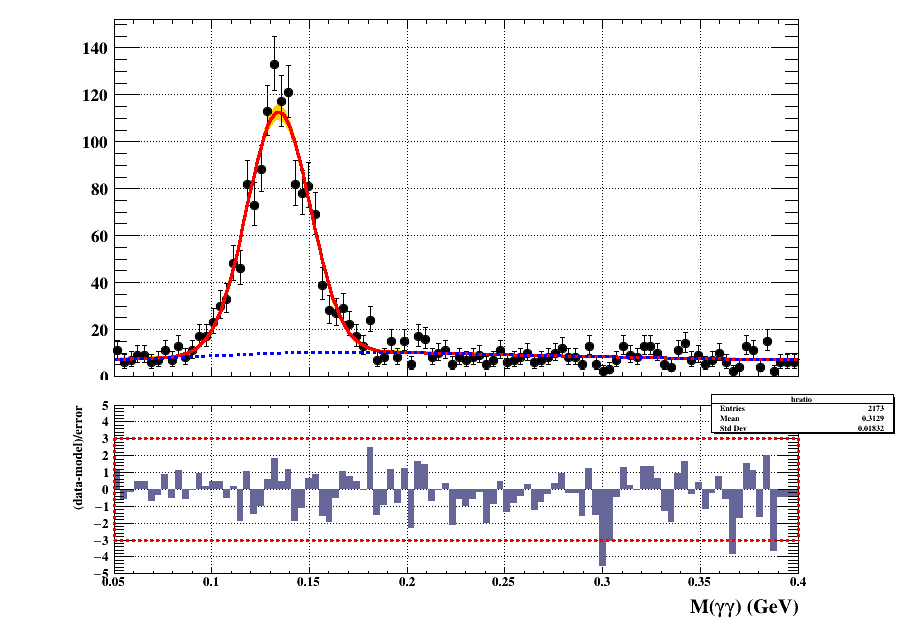 140
120
100
80
60
40
20
0
hratio
Entries 2173
Mean 0.3129
Std Dev 0.01832
(data-model)/error
5
4
3
2
1
0
−1
−2
−3
−4
−5
0.05 0.1 0.15 0.2 0.25 0.3 0.35 0.4
M(γγ) (GeV)